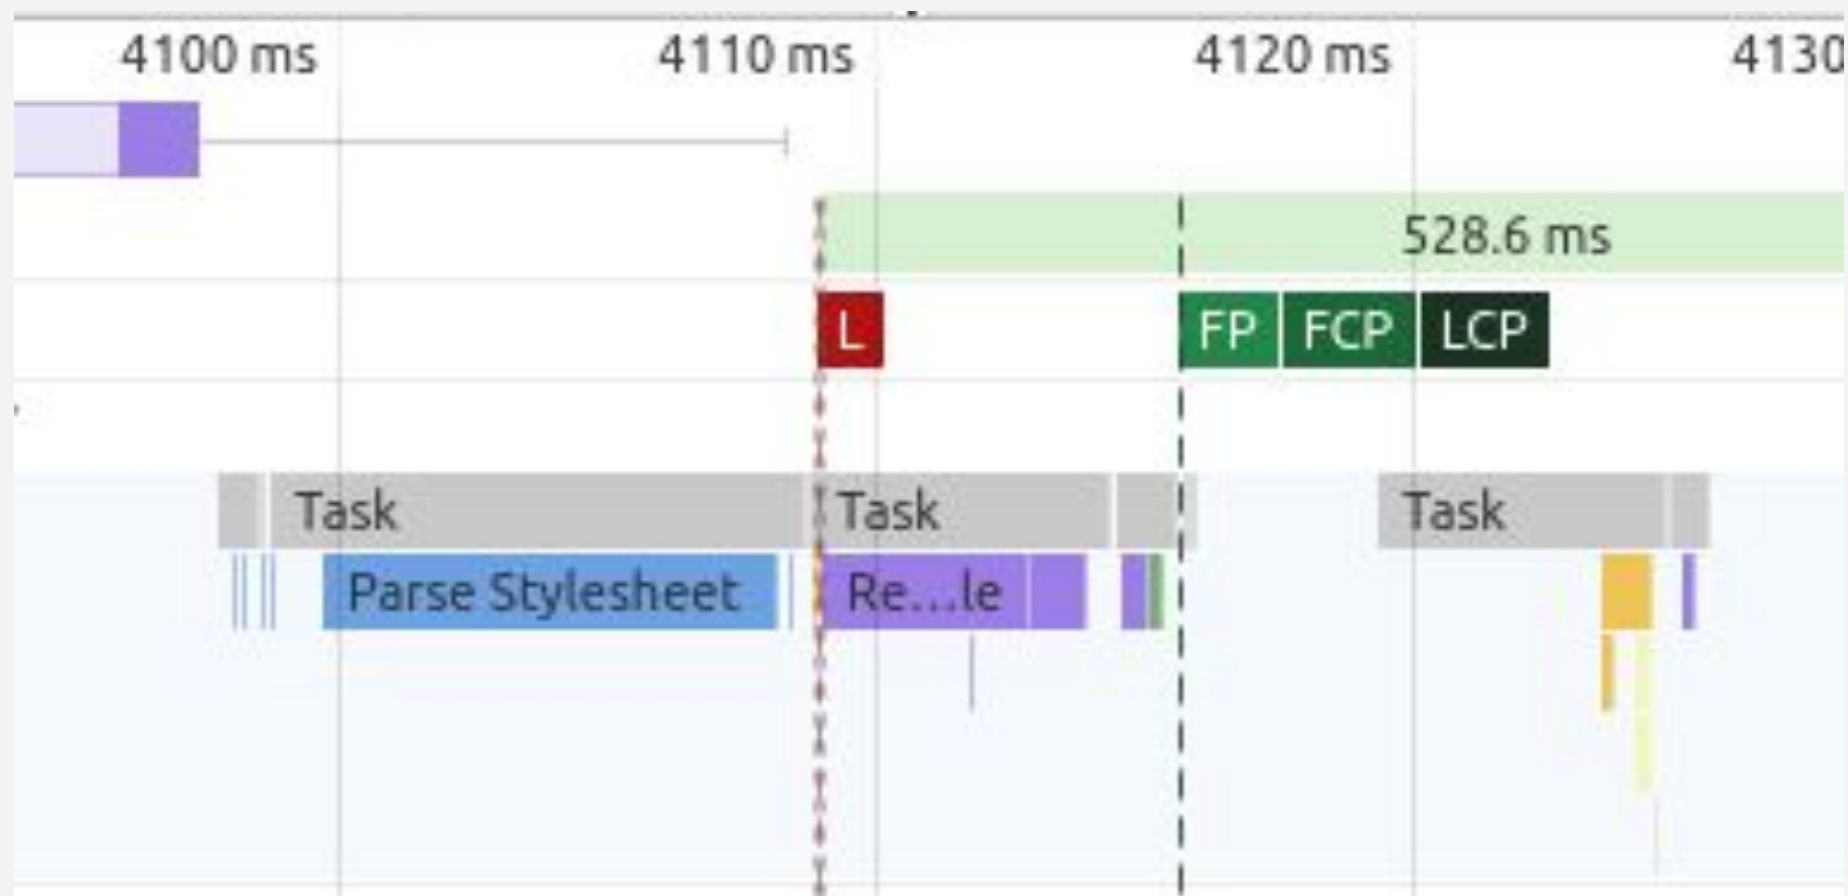 4100 ms 4110 ms 4120 ms 4130
528.6 ms
L FP FCP LCP
Task Task Task
Parse Stylesheet Re...le